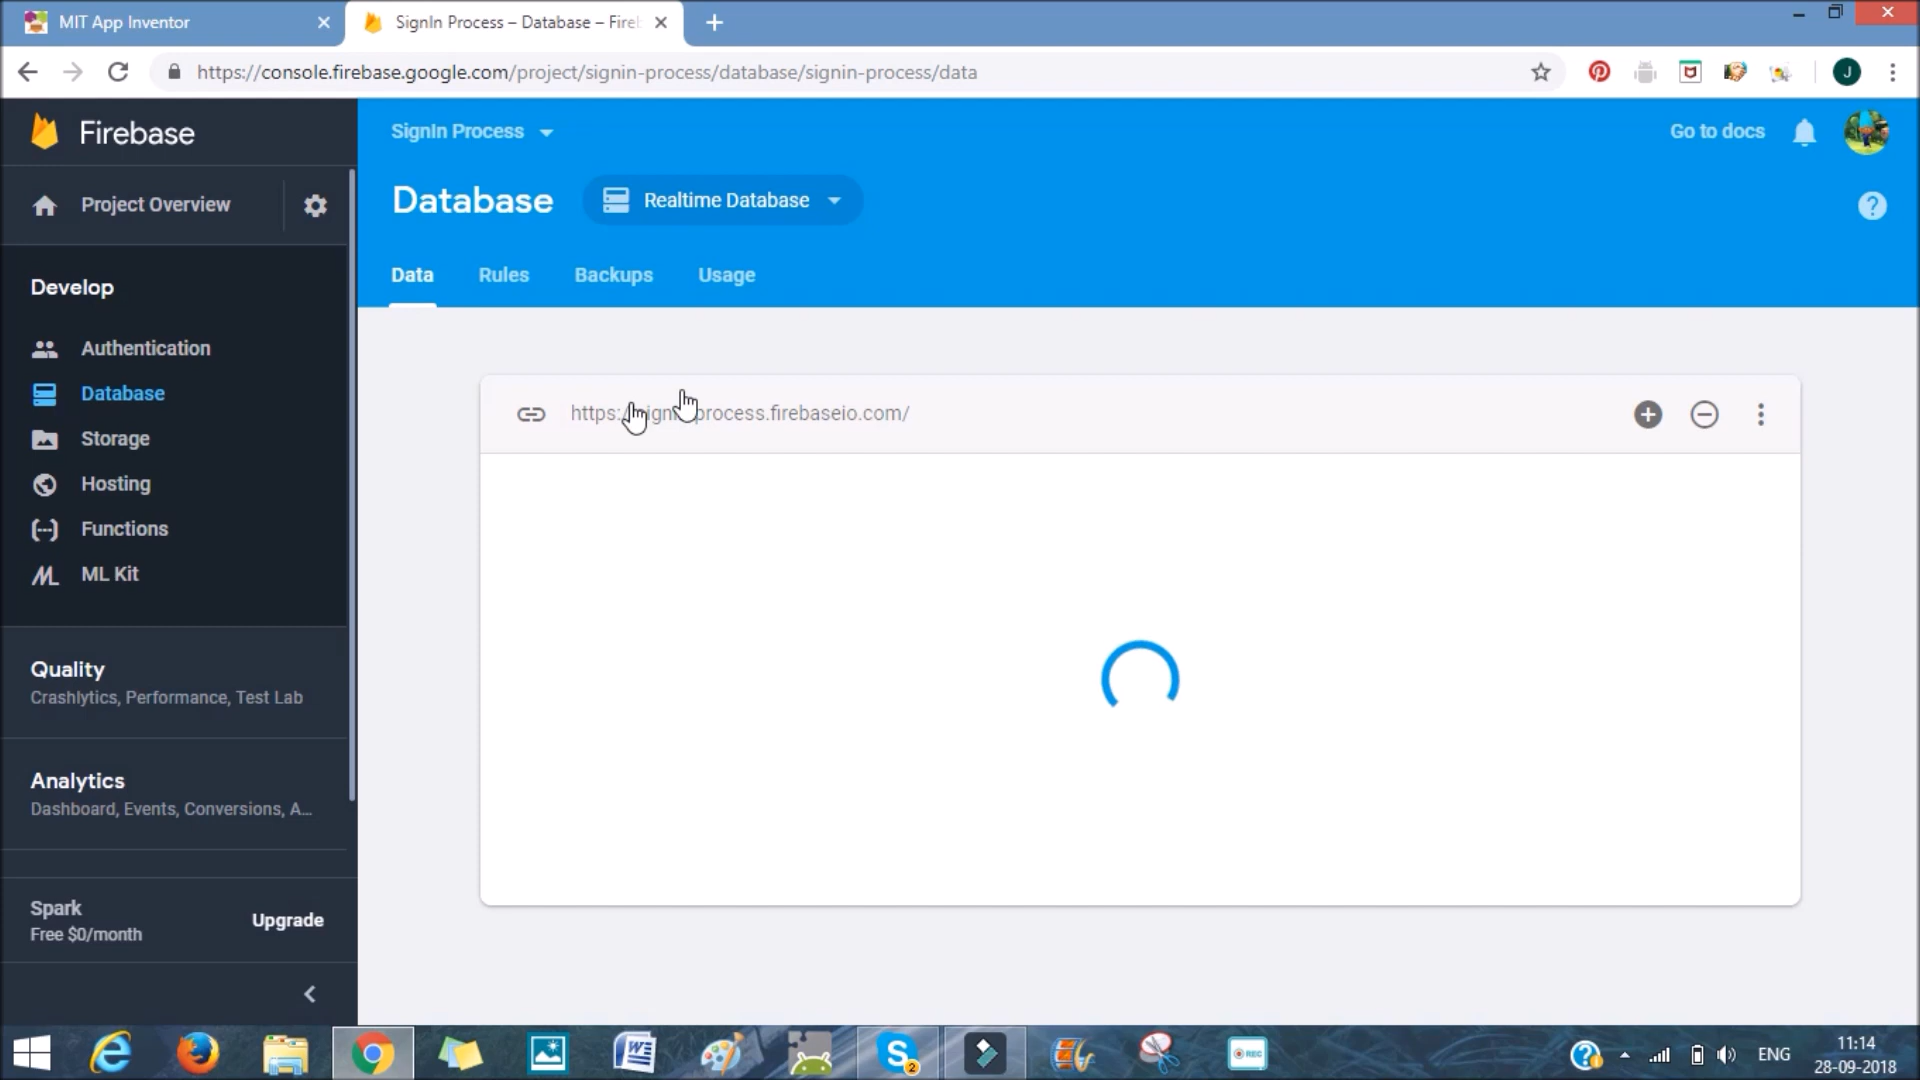 MIT App Inventor
SignIn Process – Database – Fireb
https://console.firebase.google.com/project/signin-process/database/signin-process/data
J
Firebase
SignIn Process
Go to docs
Project Overview
Database
Realtime Database
?
Data
Rules
Backups
Usage
Develop
Authentication
Database
Storage
Hosting
Functions
ML Kit
process.firebaseio.com/
Quality
Crashlytics, Performance, Test Lab
Analytics
Dashboard, Events, Conversions, A...
Spark
Free $0/month
Upgrade
2
REC
ENG
11:14
28-09-2018